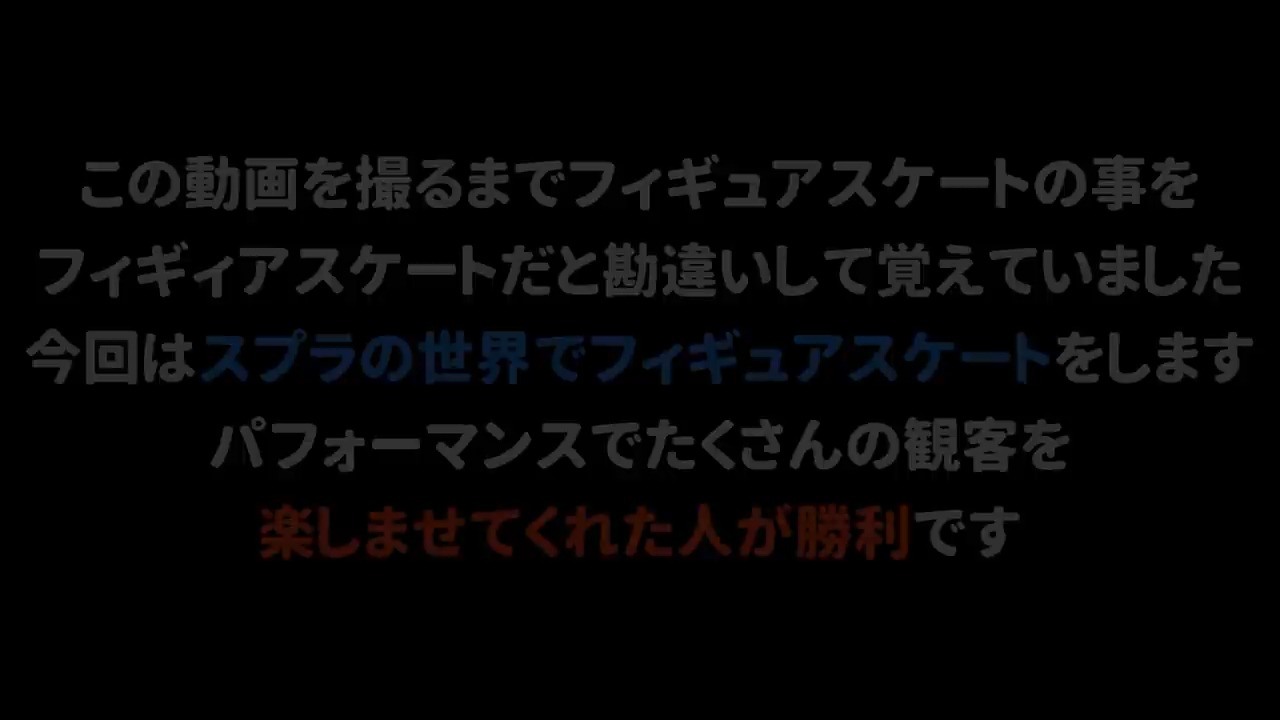 この動画を撮るまでフィギュアスケートの事を
フィギィアスケートだと勘違いして覚えていました
今回はスプラの世界でフィギュアスケートをします
パフォーマンスでたくさんの観客を
楽しませてくれた人が勝利です